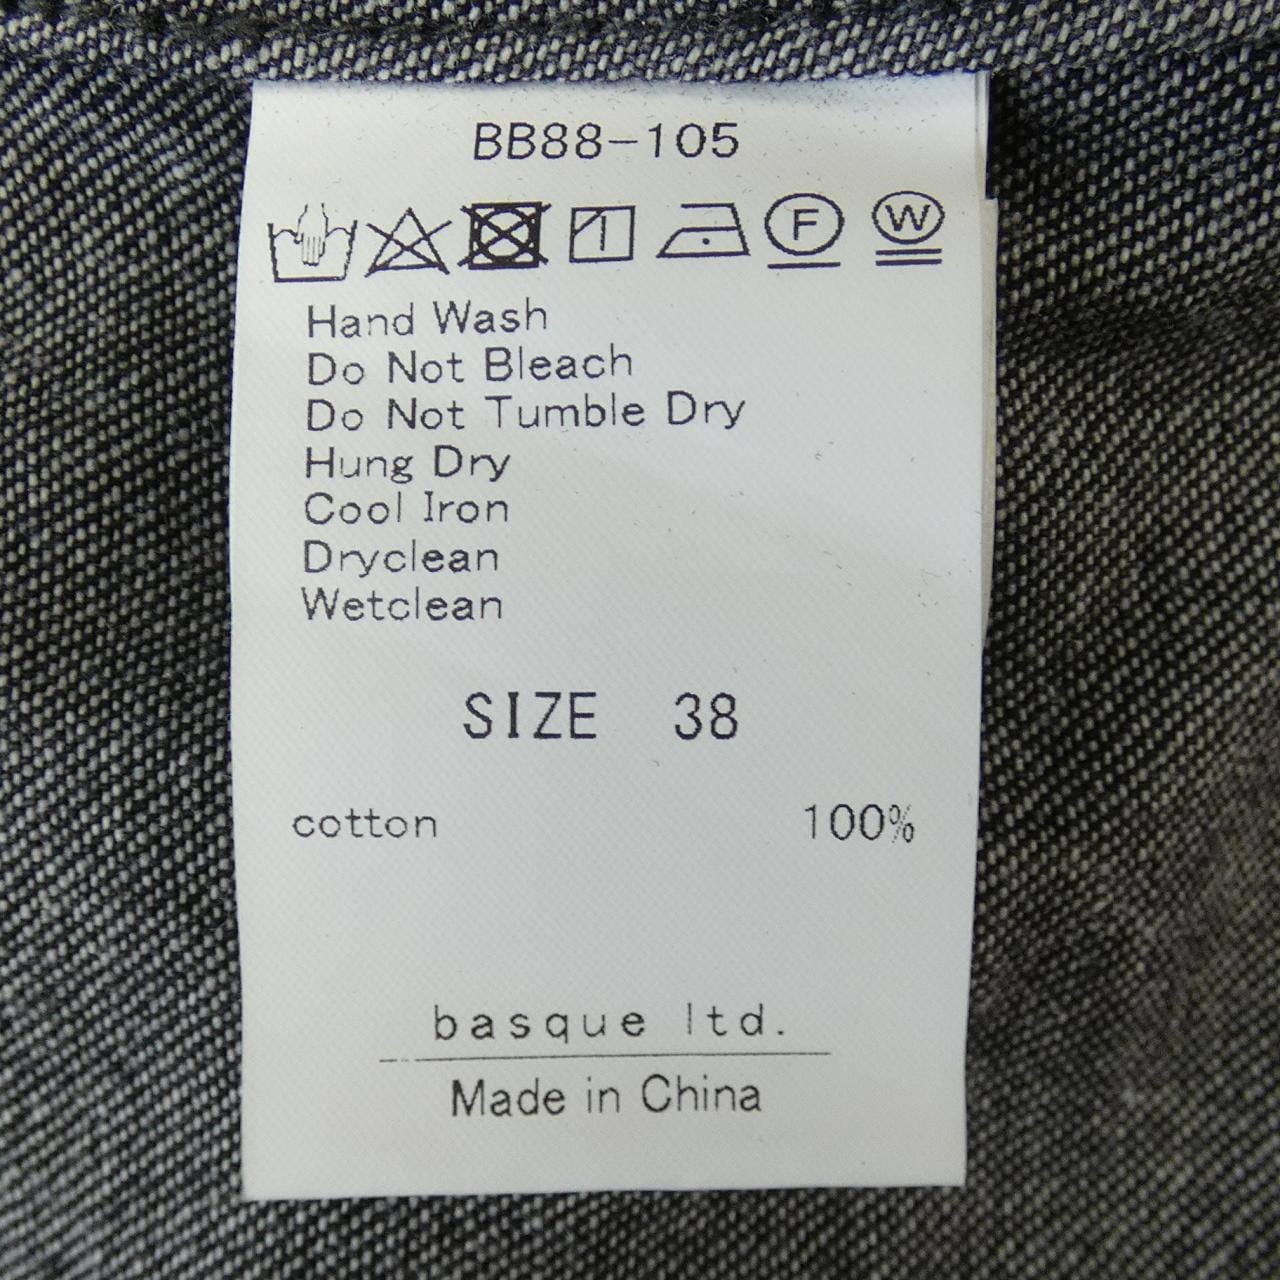 BB88-105
F W
Hand Wash
Do Not Bleach
Do Not Tumble Dry
Hung Dry
Cool Iron
Dryclean
Wetclean
SIZE 38
cotton 100%
basque ltd.
Made in China